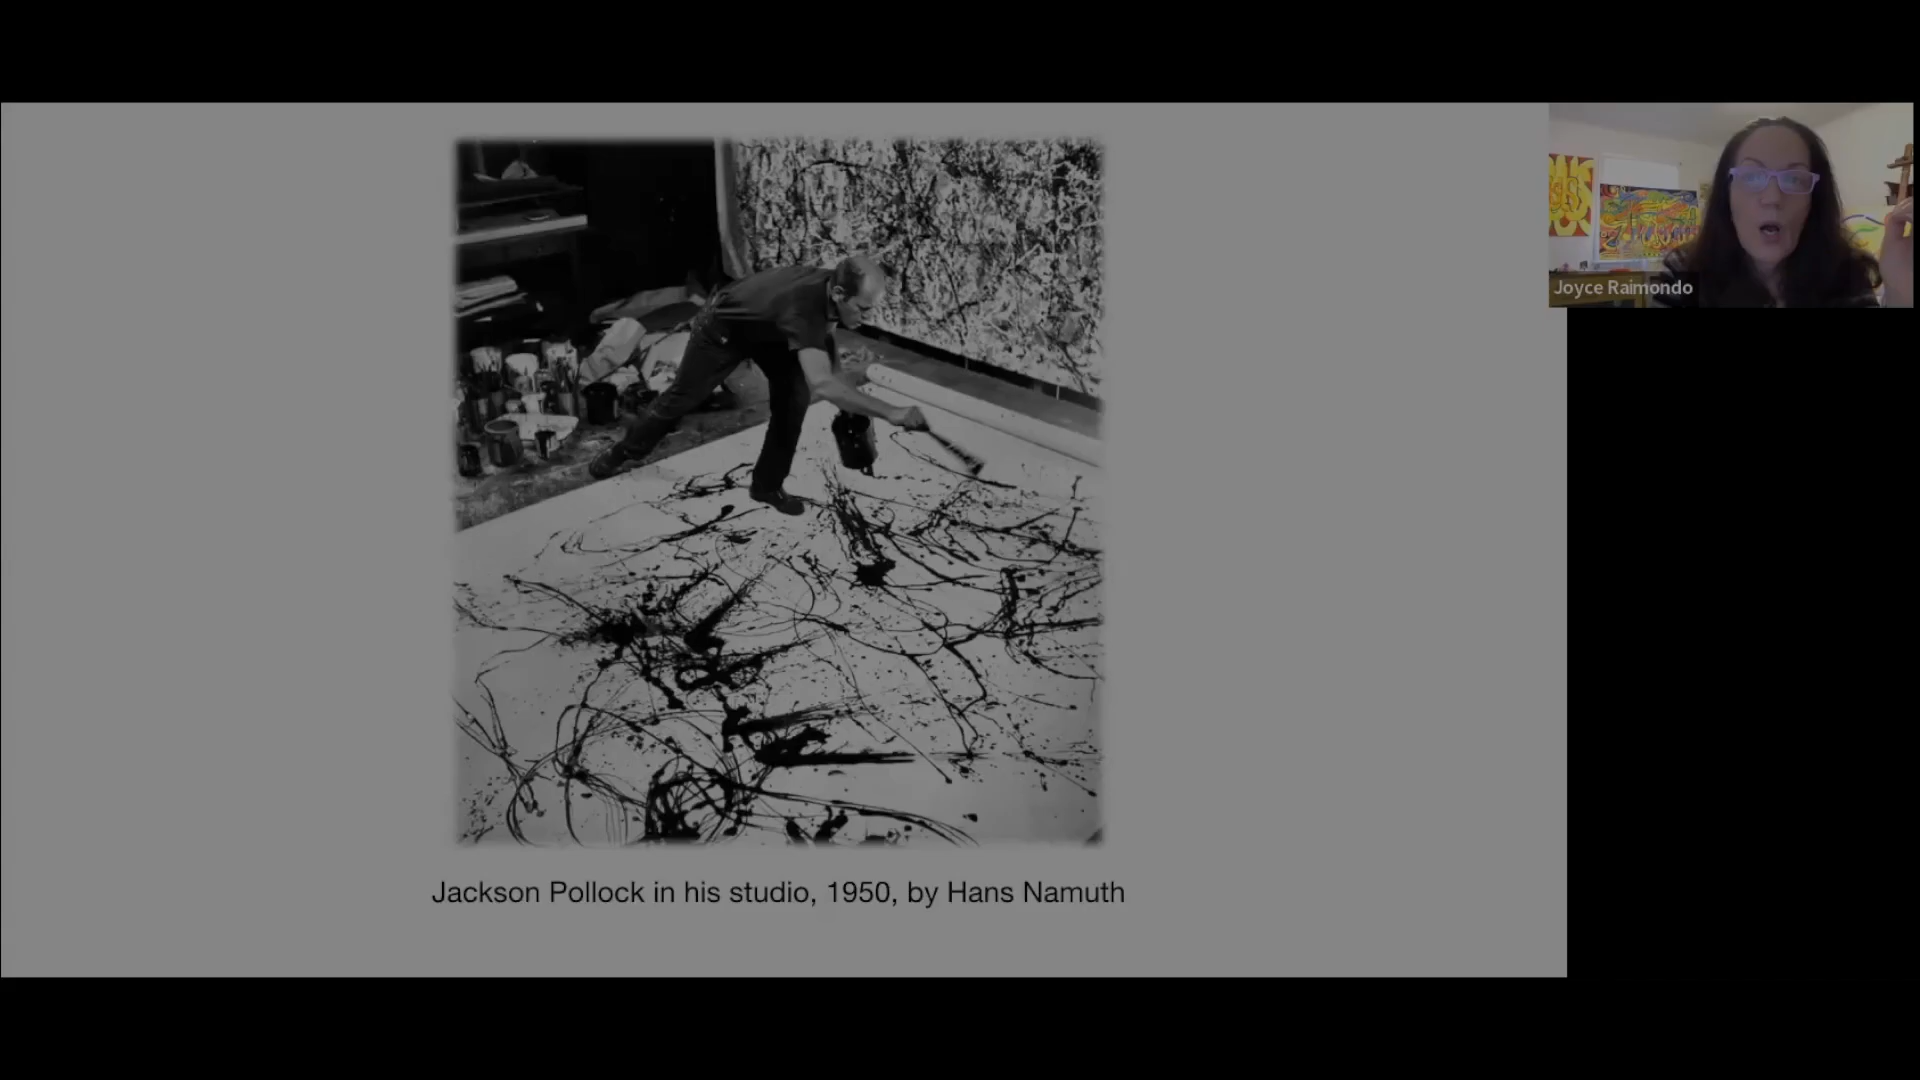 Joyce Raimondo
Jackson Pollock in his studio, 1950, by Hans Namuth